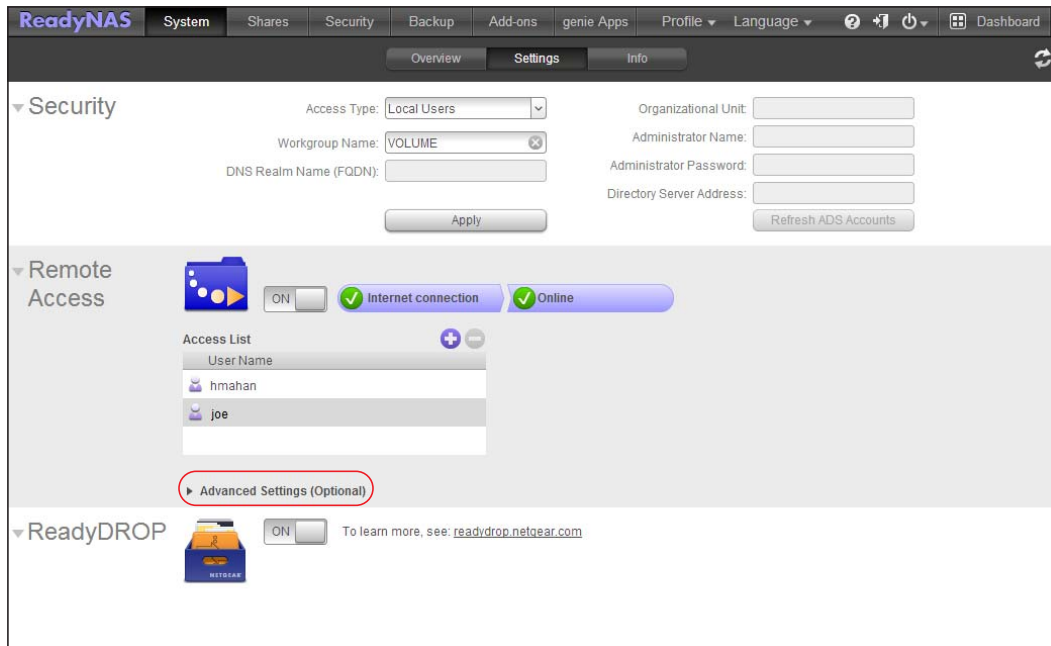 ReadyNAS System Shares Security Backup Add-ons genie Apps Profile Language ? Dashboard
Overview Settings Info
Security
Access Type: Local Users
Workgroup Name: VOLUME
DNS Realm Name (FQDN):
Apply
Organizational Unit:
Administrator Name:
Administrator Password:
Directory Server Address:
Refresh ADS Accounts
Remote
Access
ON Internet connection Online
Access List
User Name
hmahan
joe
Advanced Settings (Optional)
ReadyDROP
ON To learn more, see: readydrop.netgear.com
NETGEAR